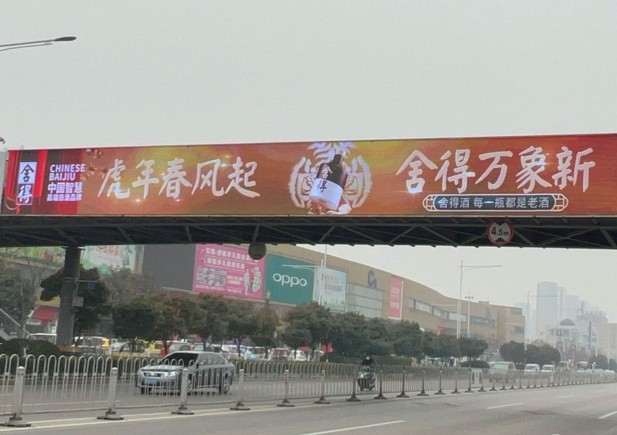 舍得
CHINESE
BAIJIU
中国智慧
虎年春风起
舍得
舍得万象新
舍得酒 每一瓶都是老酒
4.5m
oppo